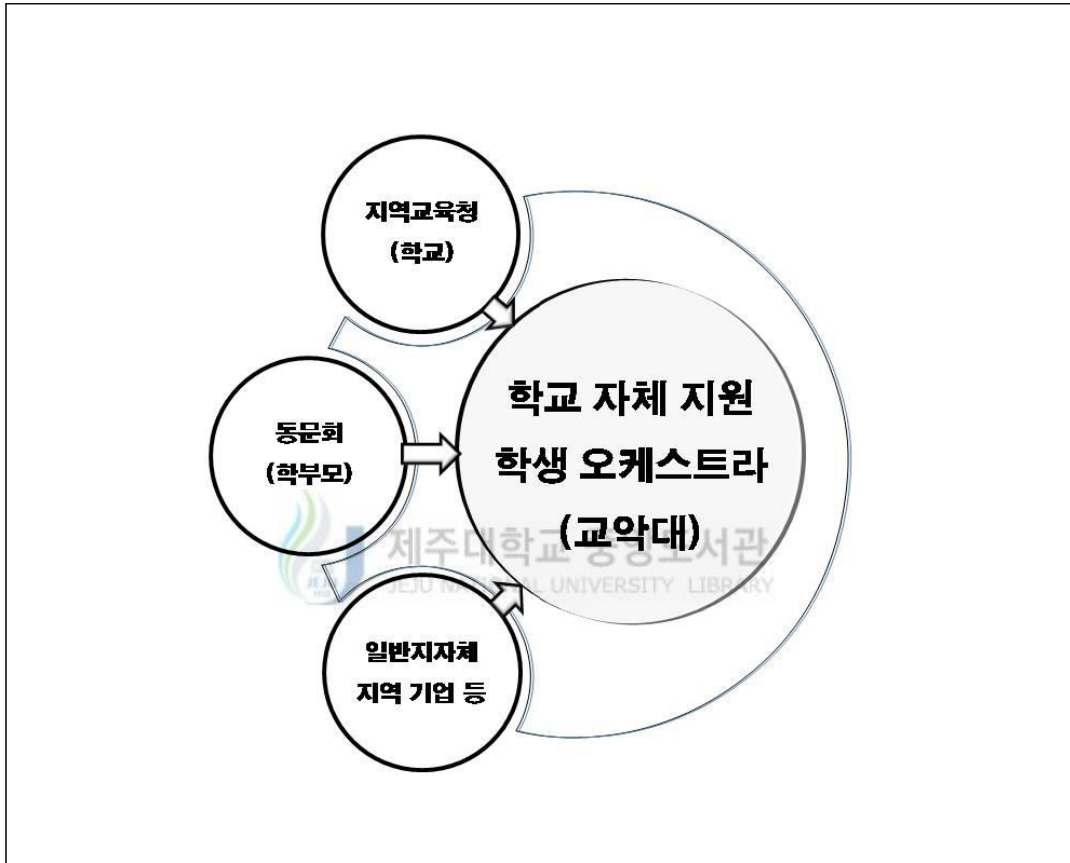 지역교육청
(학교)
동문회
(학부모)
일반지자체
지역 기업 등
학교 자체 지원
학생 오케스트라
(교악대)
제주대학교 중앙도서관
JEJU NATIONAL UNIVERSITY LIBRARY